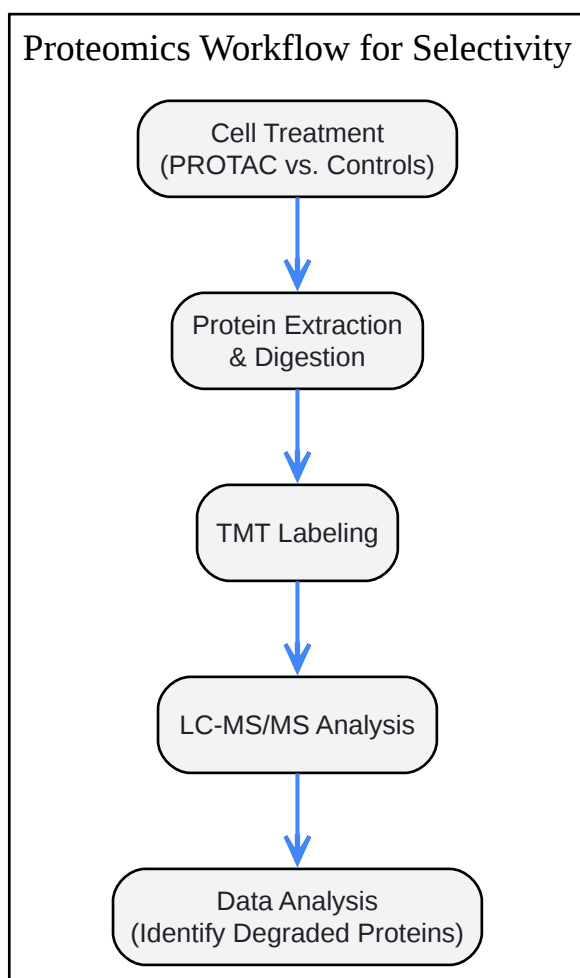 Proteomics Workflow for Selectivity
Cell Treatment
(PROTAC vs. Controls)
Protein Extraction
& Digestion
TMT Labeling
LC-MS/MS Analysis
Data Analysis
(Identify Degraded Proteins)